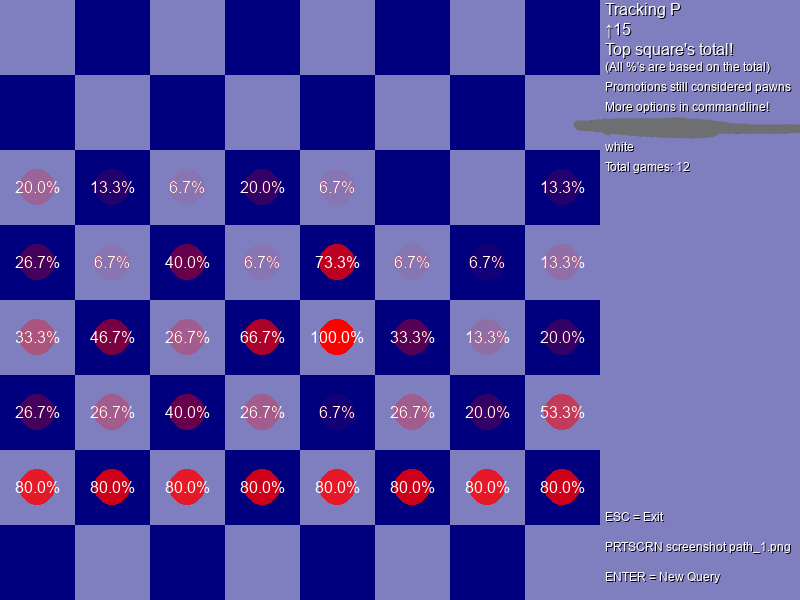 Tracking P
↑15
Top square's total!
(All %'s are based on the total)
Promotions still considered pawns
More options in commandline!
white
Total games: 12
20.0% 13.3% 6.7% 20.0% 6.7% 13.3%
26.7% 6.7% 40.0% 6.7% 73.3% 6.7% 6.7% 13.3%
33.3% 46.7% 26.7% 66.7% 100.0% 33.3% 13.3% 20.0%
26.7% 26.7% 40.0% 26.7% 6.7% 26.7% 20.0% 53.3%
80.0% 80.0% 80.0% 80.0% 80.0% 80.0% 80.0% 80.0%
ESC = Exit
PRTSCRN screenshot path_1.png
ENTER = New Query